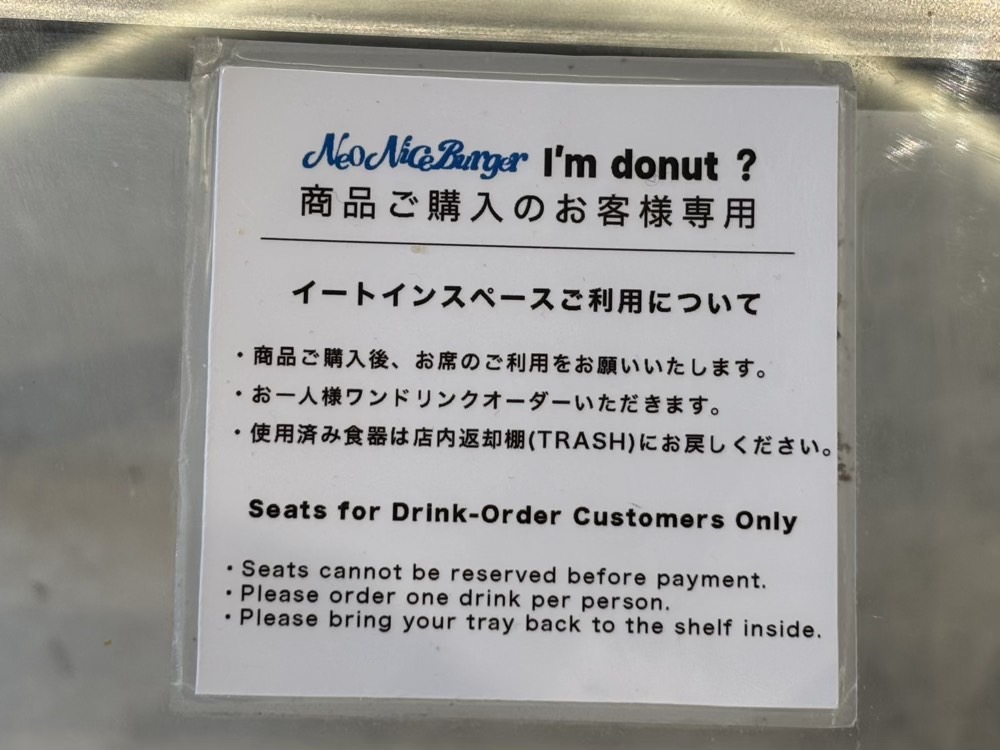 Neo Nice Burger I'm donut ?
商品ご購入のお客様専用
イートインスペースご利用について
・商品ご購入後、お席のご利用をお願いいたします。
・お一人様ワンドリンクオーダーいただきます。
・使用済み食器は店内返却棚(TRASH)にお戻しください。
Seats for Drink-Order Customers Only
・Seats cannot be reserved before payment.
・Please order one drink per person.
・Please bring your tray back to the shelf inside.